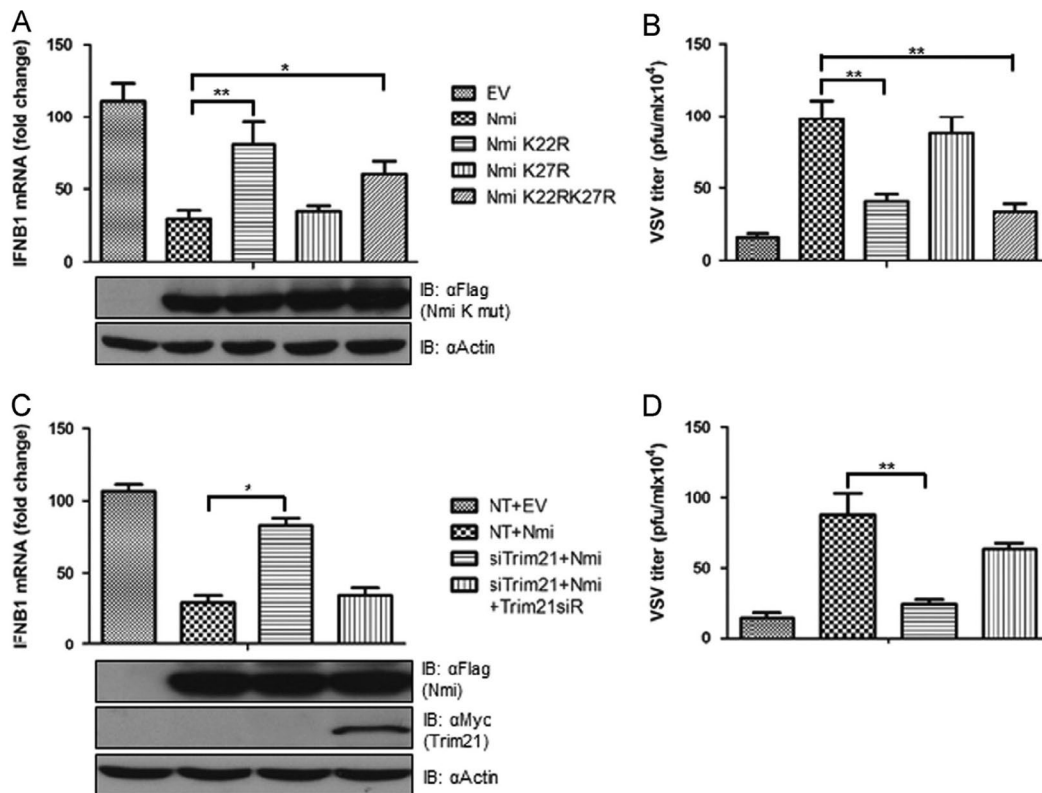 A
IFNB1 mRNA (fold change)
150
100
50
0
*
**
EV
Nmi
Nmi K22R
Nmi K27R
Nmi K22RK27R
IB: αFlag
(Nmi K mut)
IB: αActin
B
VSV titer (pfu/mlx10⁴)
150
100
50
0
**
**
C
IFNB1 mRNA (fold change)
150
100
50
0
*
NT+EV
NT+Nmi
siTrim21+Nmi
siTrim21+Nmi
+Trim21siR
IB: αFlag
(Nmi)
IB: αMyc
(Trim21)
IB: αActin
D
VSV titer (pfu/mlx10⁴)
150
100
50
0
**